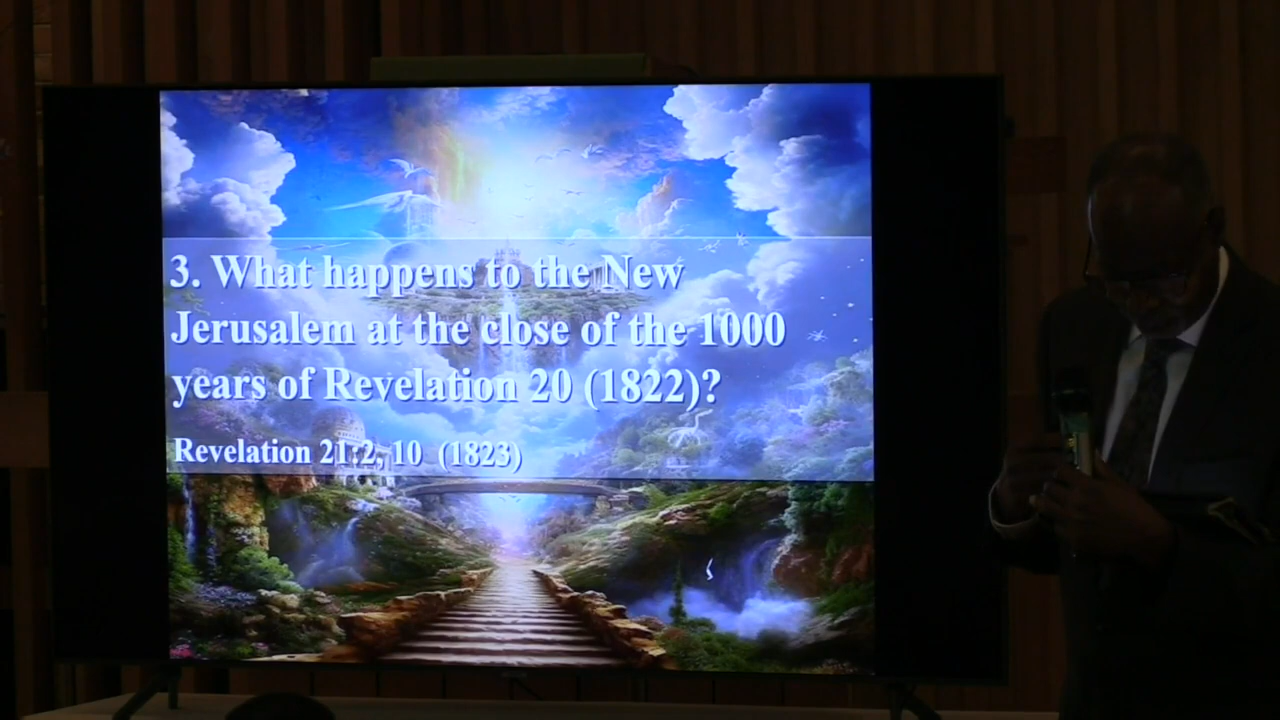 3. What happens to the New
Jerusalem at the close of the 1000
years of Revelation 20 (1822)?
Revelation 21:2, 10 (1823)